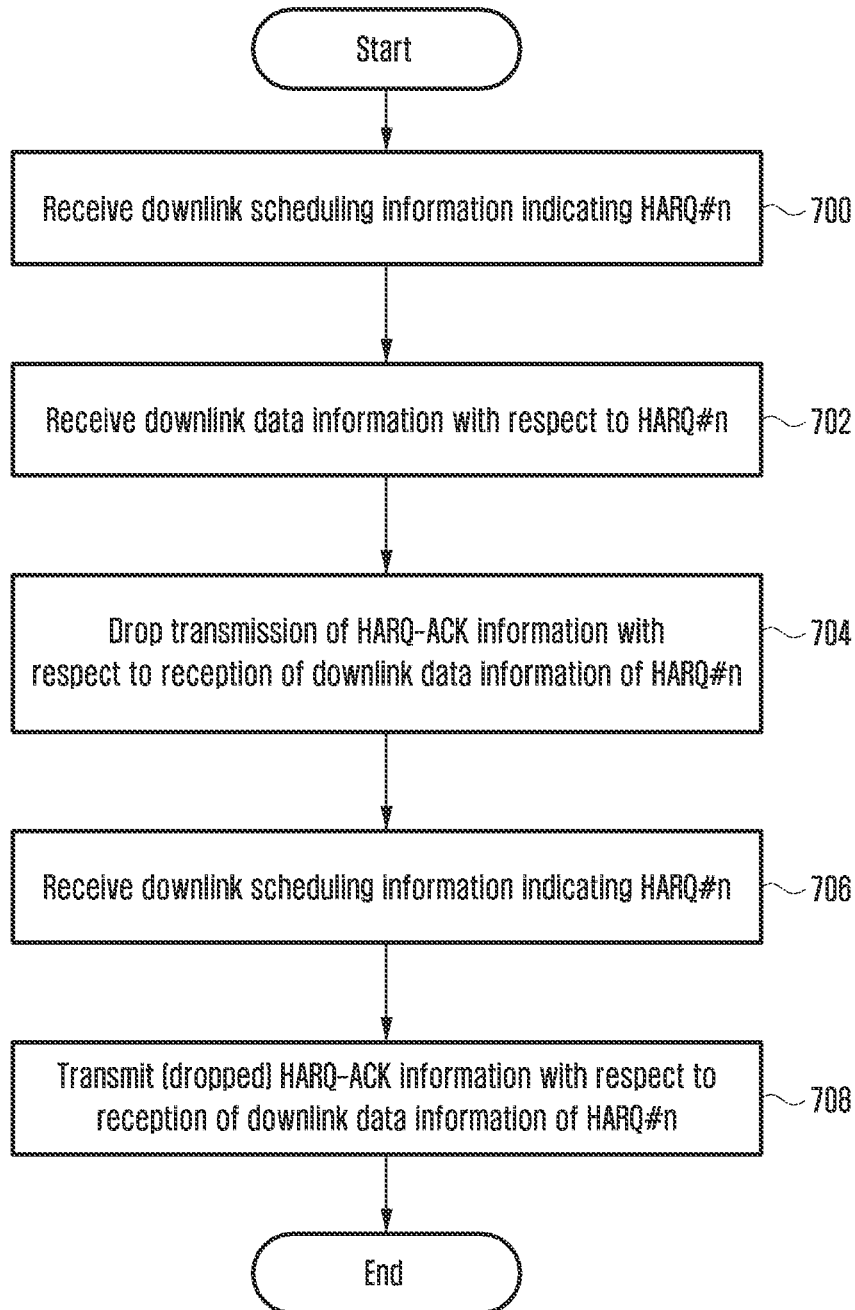 Start
Receive downlink scheduling information indicating HARQ#n
700
Receive downlink data information with respect to HARQ#n
702
Drop transmission of HARQ-ACK information with
respect to reception of downlink data information of HARQ#n
704
Receive downlink scheduling information indicating HARQ#n
706
Transmit (dropped) HARQ-ACK information with respect to
reception of downlink data information of HARQ#n
708
End